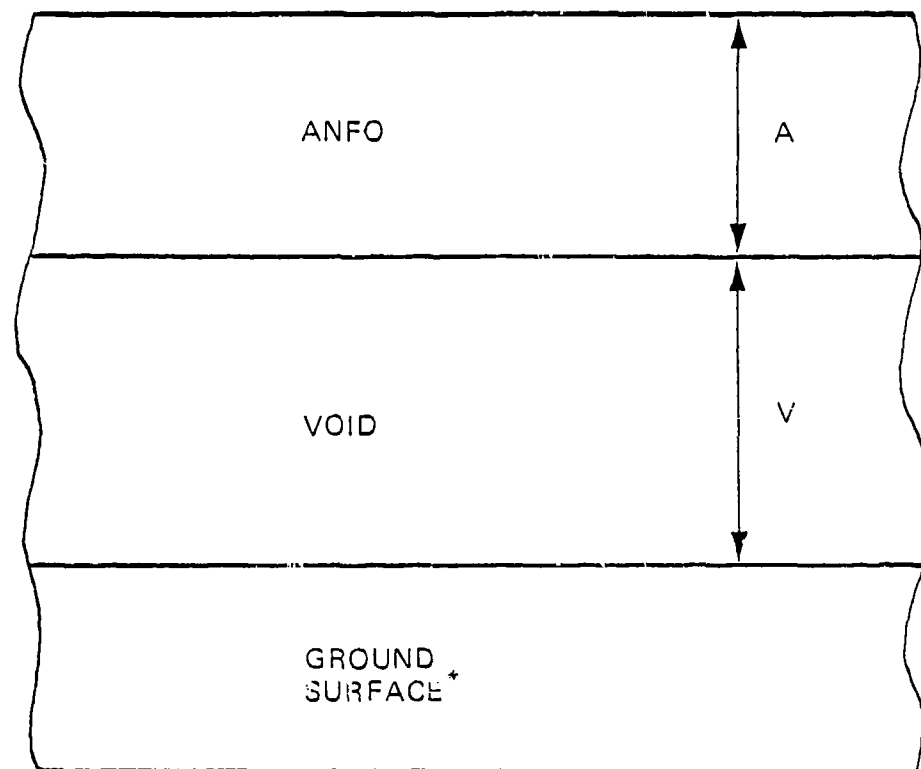 ANFO
A
VOID
V
GROUND
SURFACE*